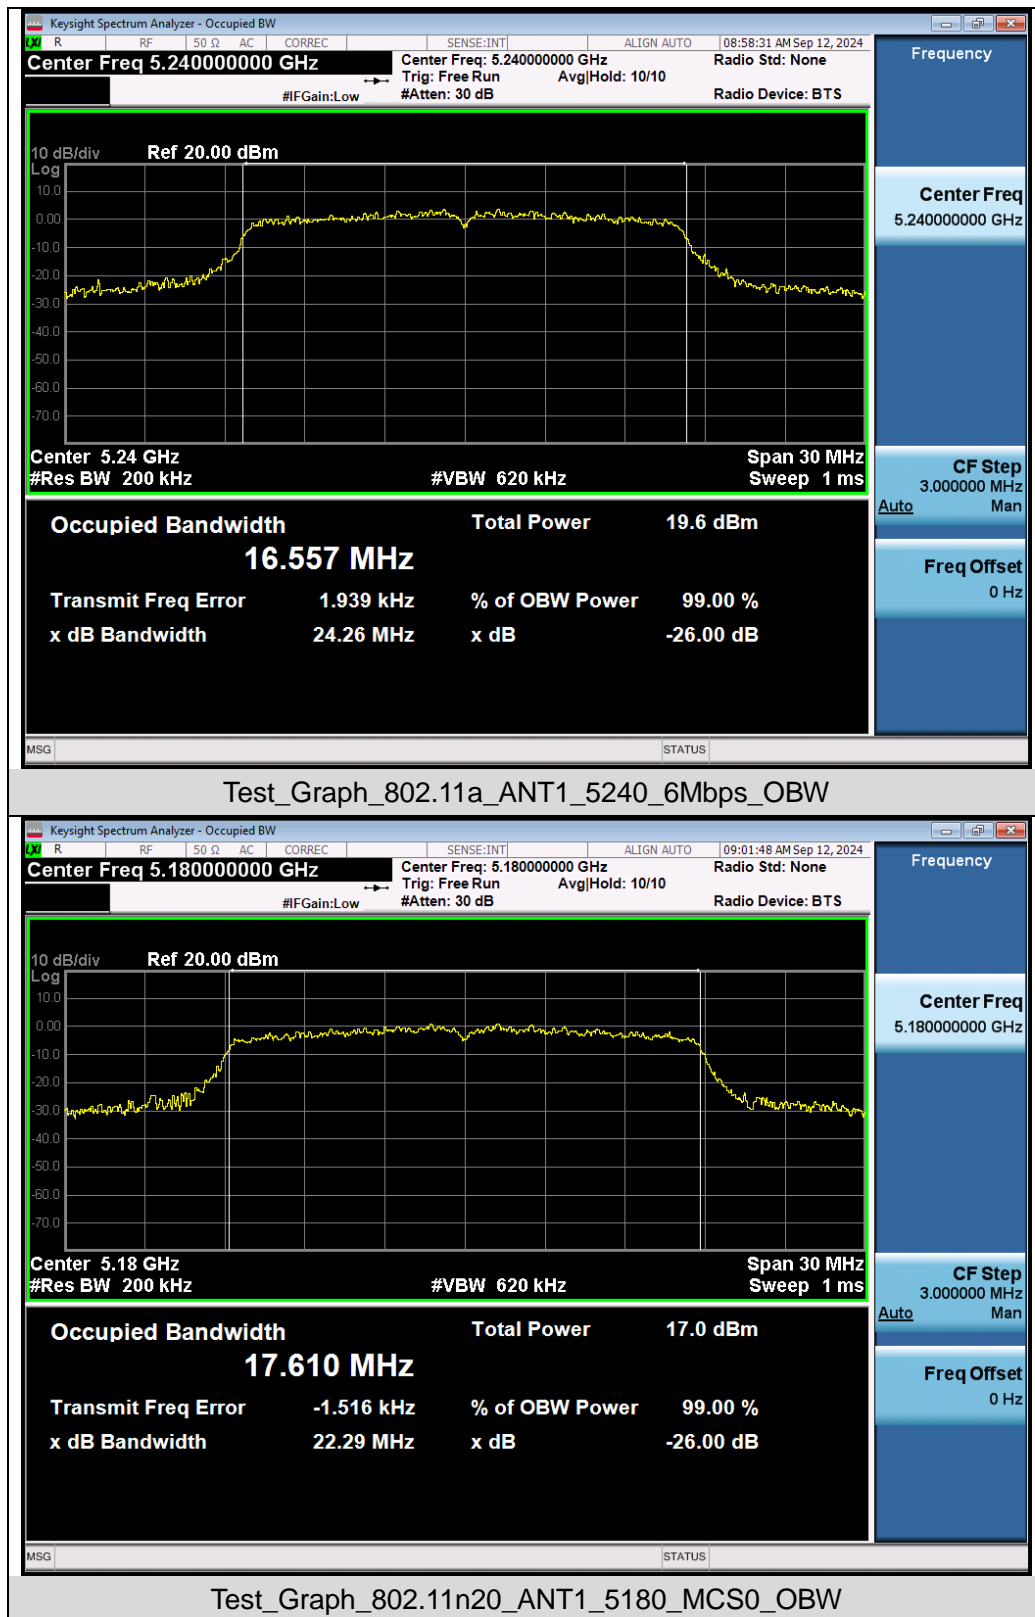 Keysight Spectrum Analyzer - Occupied BW
LXI R RF 50 Ω AC CORREC SENSE:INT ALIGN AUTO 08:58:31 AM Sep 12, 2024
Center Freq 5.240000000 GHz
Center Freq: 5.240000000 GHz
Radio Std: None
Trig: Free Run Avg|Hold: 10/10
#IFGain:Low #Atten: 30 dB Radio Device: BTS
Frequency
10 dB/div Ref 20.00 dBm
Log
10.0
0.00
-10.0
-20.0
-30.0
-40.0
-50.0
-60.0
-70.0
Center 5.24 GHz Span 30 MHz
#Res BW 200 kHz #VBW 620 kHz Sweep 1 ms
Center Freq
5.240000000 GHz
CF Step
3.000000 MHz
Auto Man
Freq Offset
0 Hz
Occupied Bandwidth Total Power 19.6 dBm
16.557 MHz
Transmit Freq Error 1.939 kHz % of OBW Power 99.00 %
x dB Bandwidth 24.26 MHz x dB -26.00 dB
MSG STATUS
Test_Graph_802.11a_ANT1_5240_6Mbps_OBW
Keysight Spectrum Analyzer - Occupied BW
LXI R RF 50 Ω AC CORREC SENSE:INT ALIGN AUTO 09:01:48 AM Sep 12, 2024
Center Freq 5.180000000 GHz
Center Freq: 5.180000000 GHz
Radio Std: None
Trig: Free Run Avg|Hold: 10/10
#IFGain:Low #Atten: 30 dB Radio Device: BTS
Frequency
10 dB/div Ref 20.00 dBm
Log
10.0
0.00
-10.0
-20.0
-30.0
-40.0
-50.0
-60.0
-70.0
Center 5.18 GHz Span 30 MHz
#Res BW 200 kHz #VBW 620 kHz Sweep 1 ms
Center Freq
5.180000000 GHz
CF Step
3.000000 MHz
Auto Man
Freq Offset
0 Hz
Occupied Bandwidth Total Power 17.0 dBm
17.610 MHz
Transmit Freq Error -1.516 kHz % of OBW Power 99.00 %
x dB Bandwidth 22.29 MHz x dB -26.00 dB
MSG STATUS
Test_Graph_802.11n20_ANT1_5180_MCS0_OBW